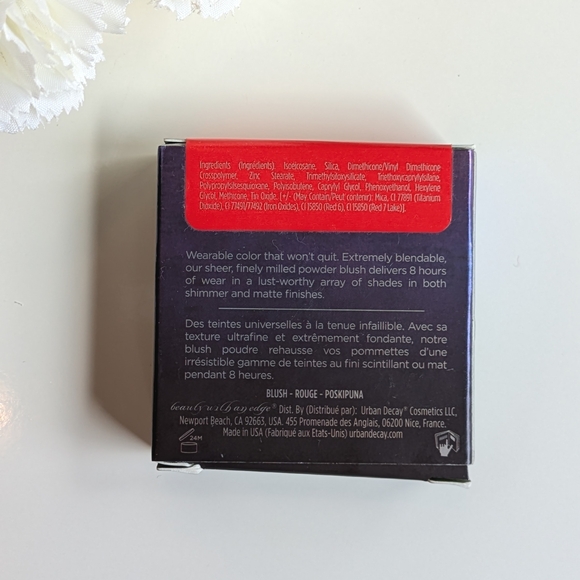 Ingredients (Ingrédients): Isoeicosane, Silica, Dimethicone/Vinyl Dimethicone
Crosspolymer, Zinc Stearate, Trimethylsiloxysilicate, Triethoxycaprylylsilane,
Polypropylsilsesquioxane, Polyisobutene, Caprylyl Glycol, Phenoxyethanol, Hexylene
Glycol, Methicone, Tin Oxide. [+/- (May Contain/Peut contenir): Mica, CI 77891 (Titanium
Dioxide), CI 77491/77492 (Iron Oxides), CI 15850 (Red 6), CI 15850 (Red 7 Lake)].
Wearable color that won't quit. Extremely blendable,
our sheer, finely milled powder blush delivers 8 hours
of wear in a lust-worthy array of shades in both
shimmer and matte finishes.
Des teintes universelles à la tenue infaillible. Avec sa
texture ultrafine et extrêmement fondante, notre
blush poudre rehausse vos pommettes d'une
irrésistible gamme de teintes au fini scintillant ou mat
pendant 8 heures.
BLUSH - ROUGE - POSKIPUNA
beauty with an edge® Dist. By (Distribué par): Urban Decay® Cosmetics LLC,
Newport Beach, CA 92663, USA. 455 Promenade des Anglais, 06200 Nice, France.
Made in USA (Fabriqué aux Etats-Unis) urbandecay.com
24M